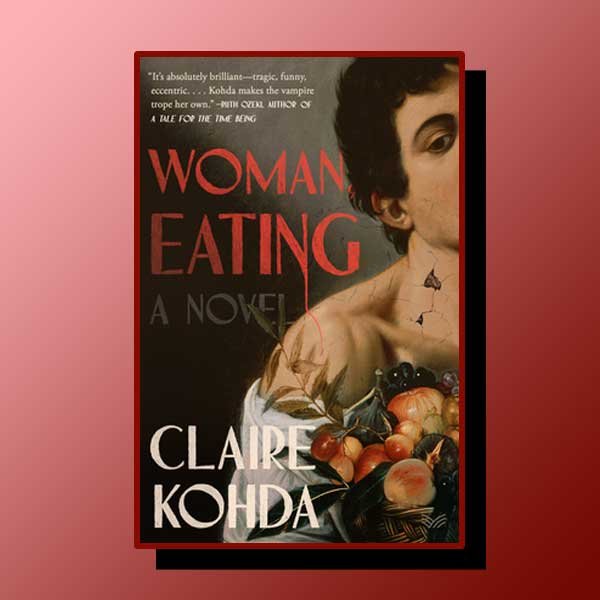 “It’s absolutely brilliant—tragic, funny,
eccentric. . . . Kohda makes the vampire
trope her own.” —RUTH OZEKI, AUTHOR OF
A TALE FOR THE TIME BEING
WOMAN,
EATING
A NOVEL
CLAIRE
KOHDA